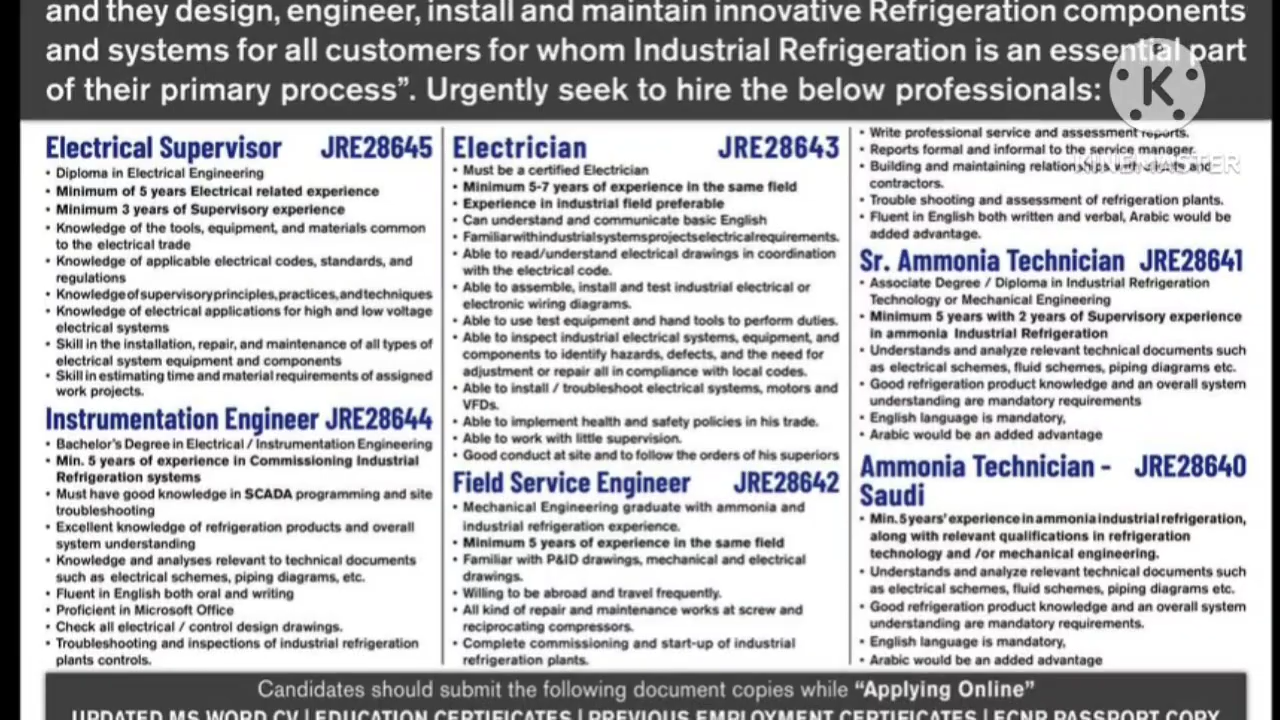 and they design, engineer, install and maintain innovative Refrigeration components
and systems for all customers for whom Industrial Refrigeration is an essential part
of their primary process”. Urgently seek to hire the below professionals:
K
KINEMASTER
Electrical Supervisor JRE28645
• Diploma in Electrical Engineering
• Minimum of 5 years Electrical related experience
• Minimum 3 years of Supervisory experience
• Knowledge of the tools, equipment, and materials common
to the electrical trade
• Knowledge of applicable electrical codes, standards, and
regulations
• Knowledge of supervisory principles, practices, and techniques
• Knowledge of electrical applications for high and low voltage
electrical systems
• Skill in the installation, repair, and maintenance of all types of
electrical system equipment and components
• Skill in estimating time and material requirements of assigned
work projects.
Instrumentation Engineer JRE28644
• Bachelor's Degree in Electrical / Instrumentation Engineering
• Min. 5 years of experience in Commissioning Industrial
Refrigeration systems
• Must have good knowledge in SCADA programming and site
troubleshooting
• Excellent knowledge of refrigeration products and overall
system understanding
• Knowledge and analyses relevant to technical documents
such as electrical schemes, piping diagrams, etc.
• Fluent in English both oral and writing
• Proficient in Microsoft Office
• Check all electrical / control design drawings.
• Troubleshooting and inspections of industrial refrigeration
plants controls.
Electrician JRE28643
• Must be a certified Electrician
• Minimum 5-7 years of experience in the same field
• Experience in industrial field preferable
• Can understand and communicate basic English
• Familiar with industrial systems projects electrical requirements.
• Able to read/understand electrical drawings in coordination
with the electrical code.
• Able to assemble, install and test industrial electrical or
electronic wiring diagrams.
• Able to use test equipment and hand tools to perform duties.
• Able to inspect industrial electrical systems, equipment, and
components to identify hazards, defects, and the need for
adjustment or repair all in compliance with local codes.
• Able to install / troubleshoot electrical systems, motors and
VFDs.
• Able to implement health and safety policies in his trade.
• Able to work with little supervision.
• Good conduct at site and to follow the orders of his superiors
Field Service Engineer JRE28642
• Mechanical Engineering graduate with ammonia and
industrial refrigeration experience.
• Minimum 5 years of experience in the same field
• Familiar with P&ID drawings, mechanical and electrical
drawings.
• Willing to be abroad and travel frequently.
• All kind of repair and maintenance works at screw and
reciprocating compressors.
• Complete commissioning and start-up of industrial
refrigeration plants.
• Write professional service and assessment reports.
• Reports formal and informal to the service manager.
• Building and maintaining relationships with clients and
contractors.
• Trouble shooting and assessment of refrigeration plants.
• Fluent in English both written and verbal, Arabic would be
added advantage.
Sr. Ammonia Technician JRE28641
• Associate Degree / Diploma in Industrial Refrigeration
Technology or Mechanical Engineering
• Minimum 5 years with 2 years of Supervisory experience
in ammonia Industrial Refrigeration
• Understands and analyze relevant technical documents such
as electrical schemes, fluid schemes, piping diagrams etc.
• Good refrigeration product knowledge and an overall system
understanding are mandatory requirements
• English language is mandatory,
• Arabic would be an added advantage
Ammonia Technician - JRE28640
Saudi
• Min. 5 years' experience in ammonia industrial refrigeration,
along with relevant qualifications in refrigeration
technology and /or mechanical engineering.
• Understands and analyze relevant technical documents such
as electrical schemes, fluid schemes, piping diagrams etc.
• Good refrigeration product knowledge and an overall system
understanding are mandatory requirements.
• English language is mandatory,
• Arabic would be an added advantage
Candidates should submit the following document copies while “Applying Online”
UPDATED MS WORD CV | EDUCATION CERTIFICATES | PREVIOUS EMPLOYMENT CERTIFICATES | ECNR PASSPORT COPY